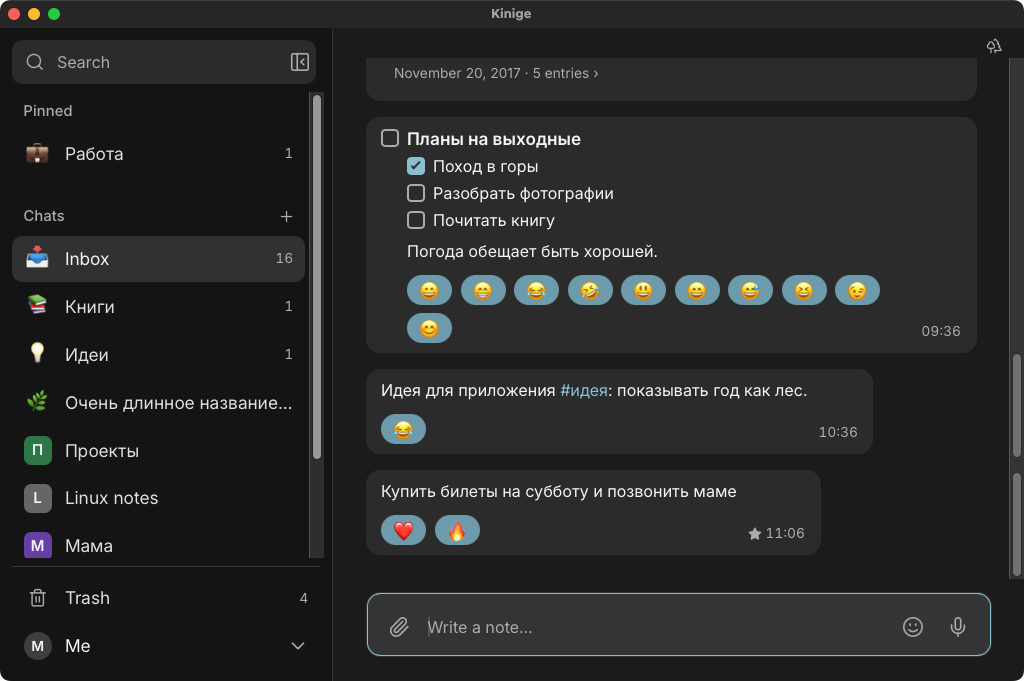 Kinige
Search
Pinned
Работа 1
Chats
Inbox 16
Книги 1
Идеи 1
Очень длинное название...
П Проекты
L Linux notes
М Мама
Trash 4
M Me
November 20, 2017 · 5 entries ›
Планы на выходные
Поход в горы
Разобрать фотографии
Почитать книгу
Погода обещает быть хорошей.
09:36
Идея для приложения #идея: показывать год как лес.
10:36
Купить билеты на субботу и позвонить маме
11:06
Write a note...